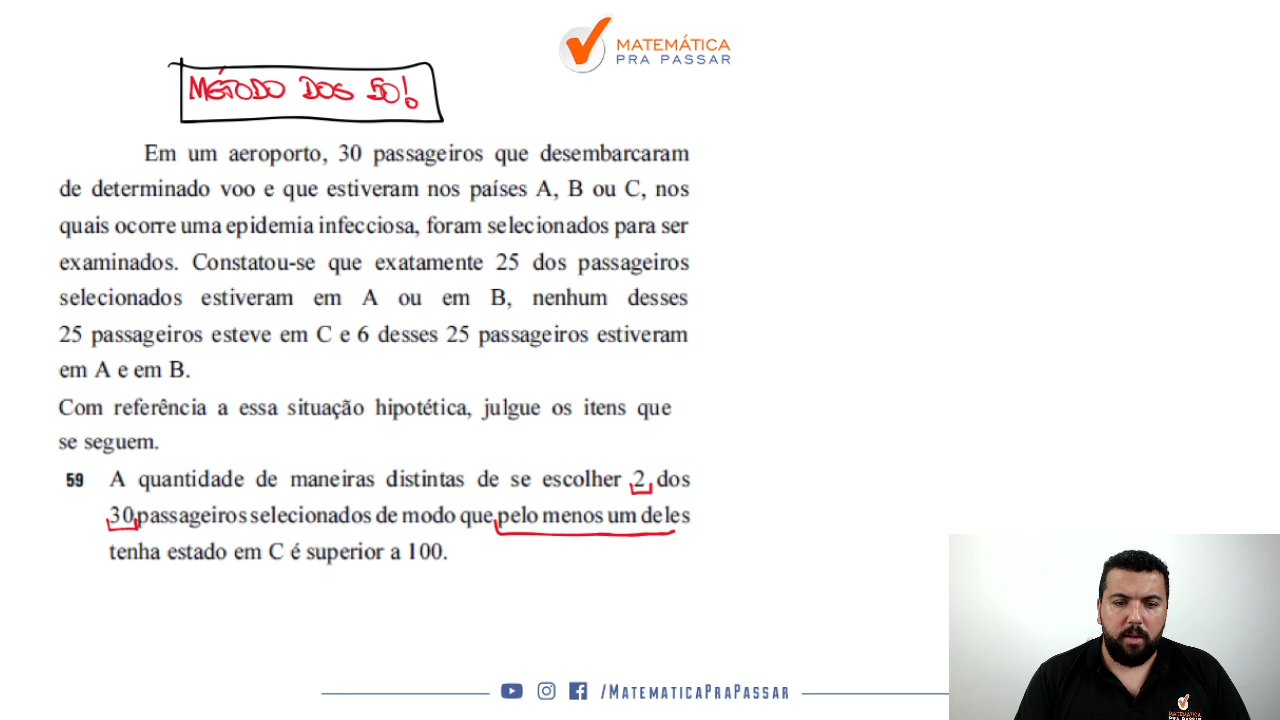 MATEMÁTICA
PRA PASSAR
MÉTODO DOS 50!
Em um aeroporto, 30 passageiros que desembarcaram
de determinado voo e que estiveram nos países A, B ou C, nos
quais ocorre uma epidemia infecciosa, foram selecionados para ser
examinados. Constatou-se que exatamente 25 dos passageiros
selecionados estiveram em A ou em B, nenhum desses
25 passageiros esteve em C e 6 desses 25 passageiros estiveram
em A e em B.
Com referência a essa situação hipotética, julgue os itens que
se seguem.
59 A quantidade de maneiras distintas de se escolher 2 dos
30 passageiros selecionados de modo que pelo menos um deles
tenha estado em C é superior a 100.
/MATEMATICAPRAPASSAR
MATEMÁTICA
PRA PASSAR